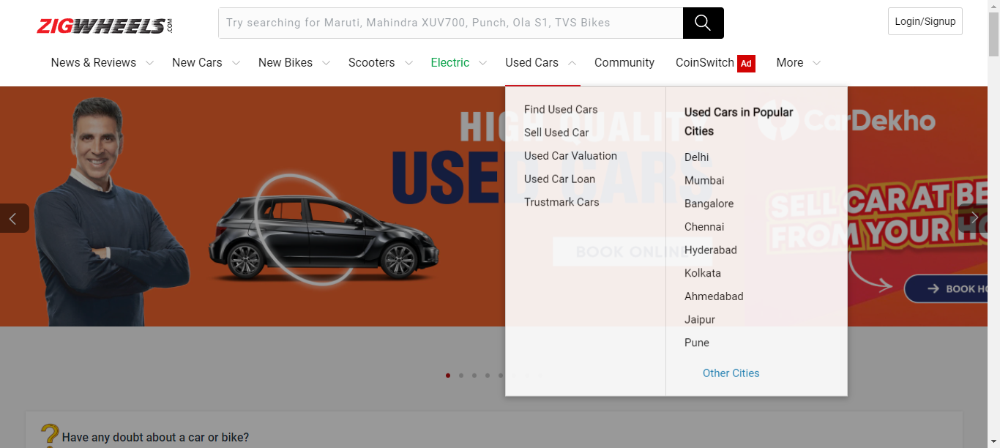 ZIGWHEELS.COM
Try searching for Maruti, Mahindra XUV700, Punch, Ola S1, TVS Bikes
Login/Signup
News & Reviews
New Cars
New Bikes
Scooters
Electric
Used Cars
Community
CoinSwitch Ad
More
HIGH QUALITY
USED CARS
BOOK ONLINE
Find Used Cars
Sell Used Car
Used Car Valuation
Used Car Loan
Trustmark Cars
Used Cars in Popular
Cities
Delhi
Mumbai
Bangalore
Chennai
Hyderabad
Kolkata
Ahmedabad
Jaipur
Pune
Other Cities
CarDekho
SELL CAR AT BE
FROM YOUR HO
BOOK HO
Have any doubt about a car or bike?